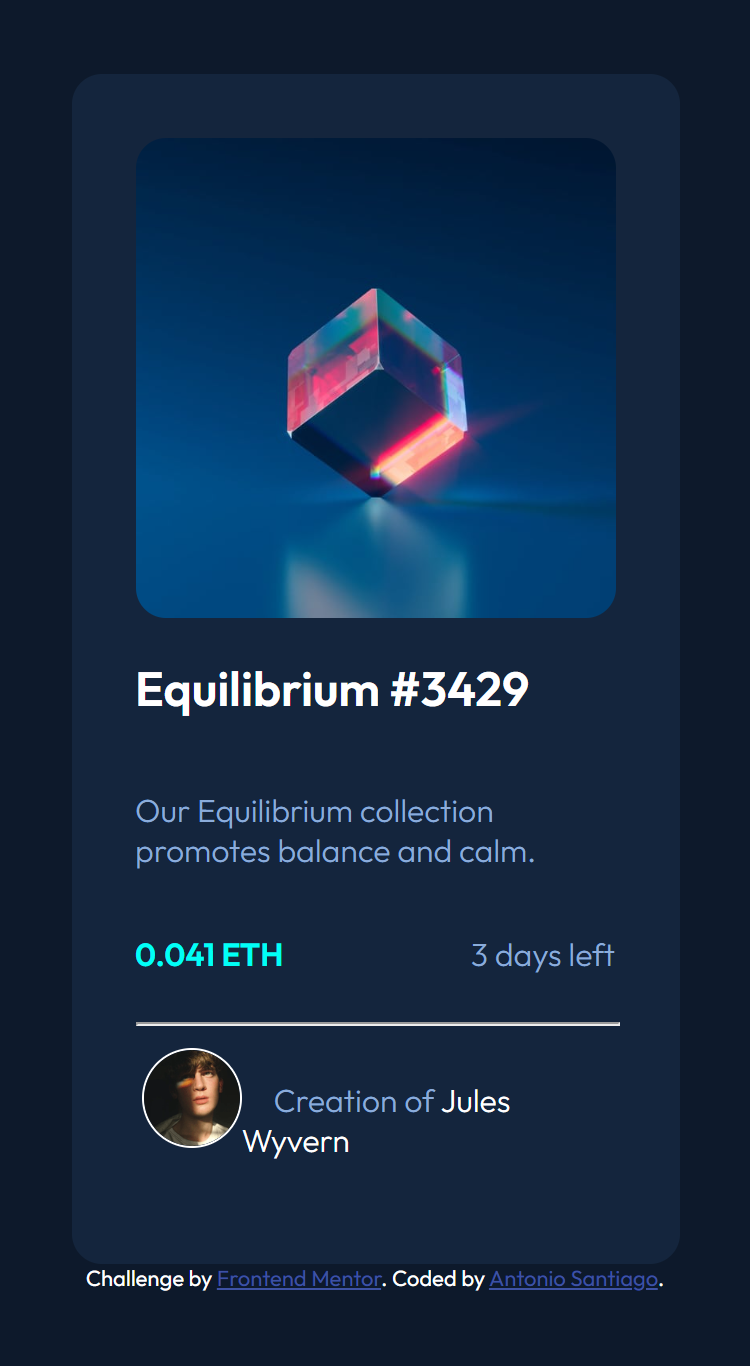 Equilibrium #3429
Our Equilibrium collection
promotes balance and calm.
0.041 ETH 3 days left
Creation of Jules
Wyvern
Challenge by Frontend Mentor. Coded by Antonio Santiago.